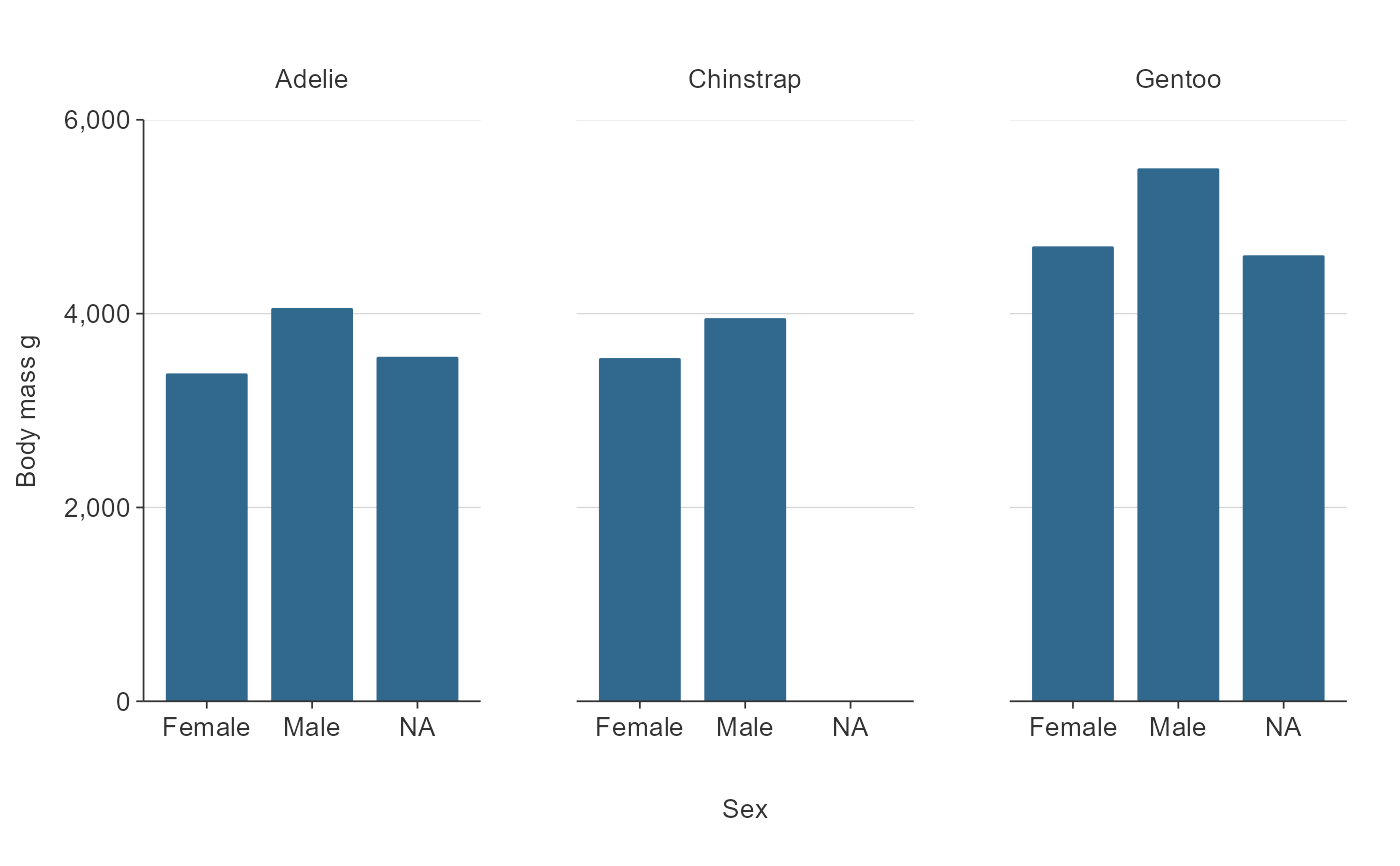 Adelie Chinstrap Gentoo
6,000
4,000
2,000
0
Body mass g
Female Male NA Female Male NA Female Male NA
Sex